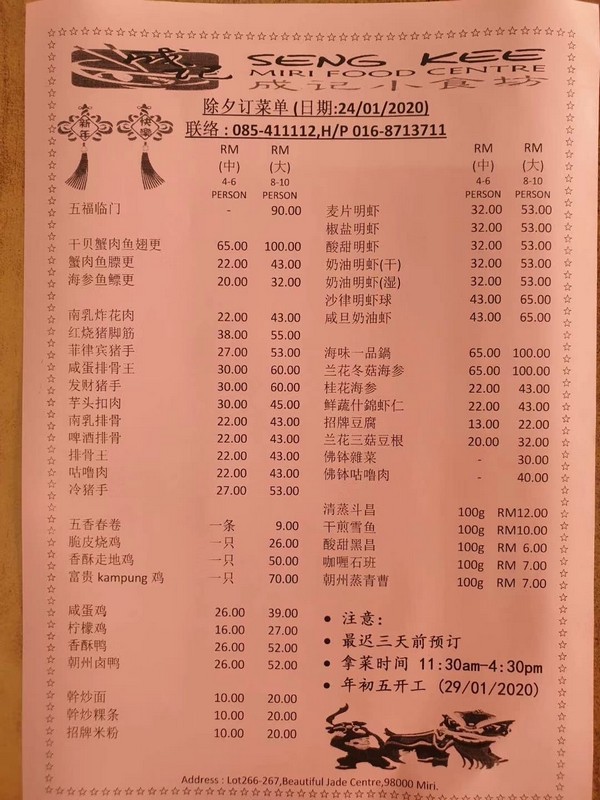 成记
SENG KEE
MIRI FOOD CENTRE
成记小食坊
除夕订菜单 (日期:24/01/2020)
联络 : 085-411112,H/P 016-8713711
新年
快樂
RM RM
(中) (大)
4-6 8-10
PERSON PERSON
五福临门 - 90.00
干贝蟹肉鱼翅更 65.00 100.00
蟹肉鱼膘更 22.00 43.00
海参鱼鳔更 20.00 32.00
南乳炸花肉 22.00 43.00
红烧猪脚筋 38.00 55.00
菲律宾猪手 27.00 53.00
咸蛋排骨王 30.00 60.00
发财猪手 30.00 60.00
芋头扣肉 30.00 45.00
南乳排骨 22.00 43.00
啤酒排骨 22.00 43.00
排骨王 22.00 43.00
咕噜肉 22.00 43.00
冷猪手 27.00 53.00
五香春卷 一条 9.00
脆皮烧鸡 一只 26.00
香酥走地鸡 一只 50.00
富贵 kampung 鸡 一只 70.00
咸蛋鸡 26.00 39.00
柠檬鸡 16.00 27.00
香酥鸭 26.00 52.00
朝州卤鸭 26.00 52.00
幹炒面 10.00 20.00
幹炒粿条 10.00 20.00
招牌米粉 10.00 20.00
RM RM
(中) (大)
4-6 8-10
PERSON PERSON
麦片明虾 32.00 53.00
椒盐明虾 32.00 53.00
酸甜明虾 32.00 53.00
奶油明虾(干) 32.00 53.00
奶油明虾(湿) 32.00 53.00
沙律明虾球 43.00 65.00
咸旦奶油虾 43.00 65.00
海味一品鍋 65.00 100.00
兰花冬菇海参 65.00 100.00
桂花海参 22.00 43.00
鲜蔬什錦虾仁 22.00 43.00
招牌豆腐 13.00 22.00
兰花三菇豆根 20.00 32.00
佛钵雜菜 - 30.00
佛钵咕噜肉 - 40.00
清蒸斗昌 100g RM12.00
干煎雪鱼 100g RM10.00
酸甜黑昌 100g RM 6.00
咖喱石班 100g RM 7.00
朝州蒸青曹 100g RM 7.00
• 注意:
• 最迟三天前预订
• 拿菜时间 11:30am-4:30pm
• 年初五开工 (29/01/2020)
Address : Lot266-267,Beautiful Jade Centre,98000 Miri.